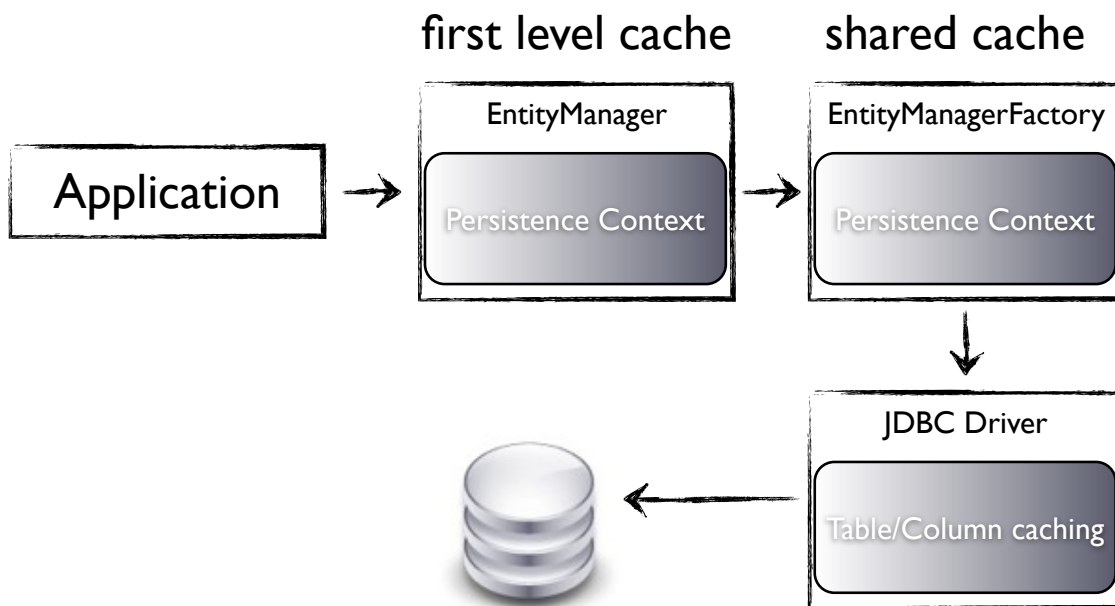 first level cache
shared cache
EntityManager
EntityManagerFactory
Application
Persistence Context
Persistence Context
JDBC Driver
Table/Column caching